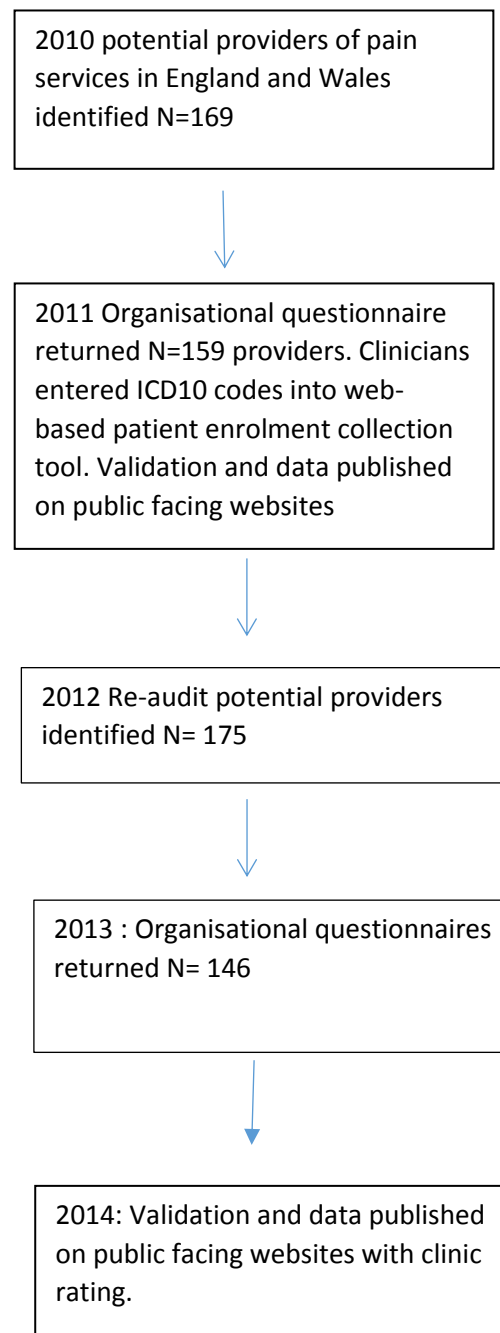 2010 potential providers of pain
services in England and Wales
identified N=169
2011 Organisational questionnaire
returned N=159 providers. Clinicians
entered ICD10 codes into web-
based patient enrolment collection
tool. Validation and data published
on public facing websites
2012 Re-audit potential providers
identified N= 175
2013 : Organisational questionnaires
returned N= 146
2014: Validation and data published
on public facing websites with clinic
rating.